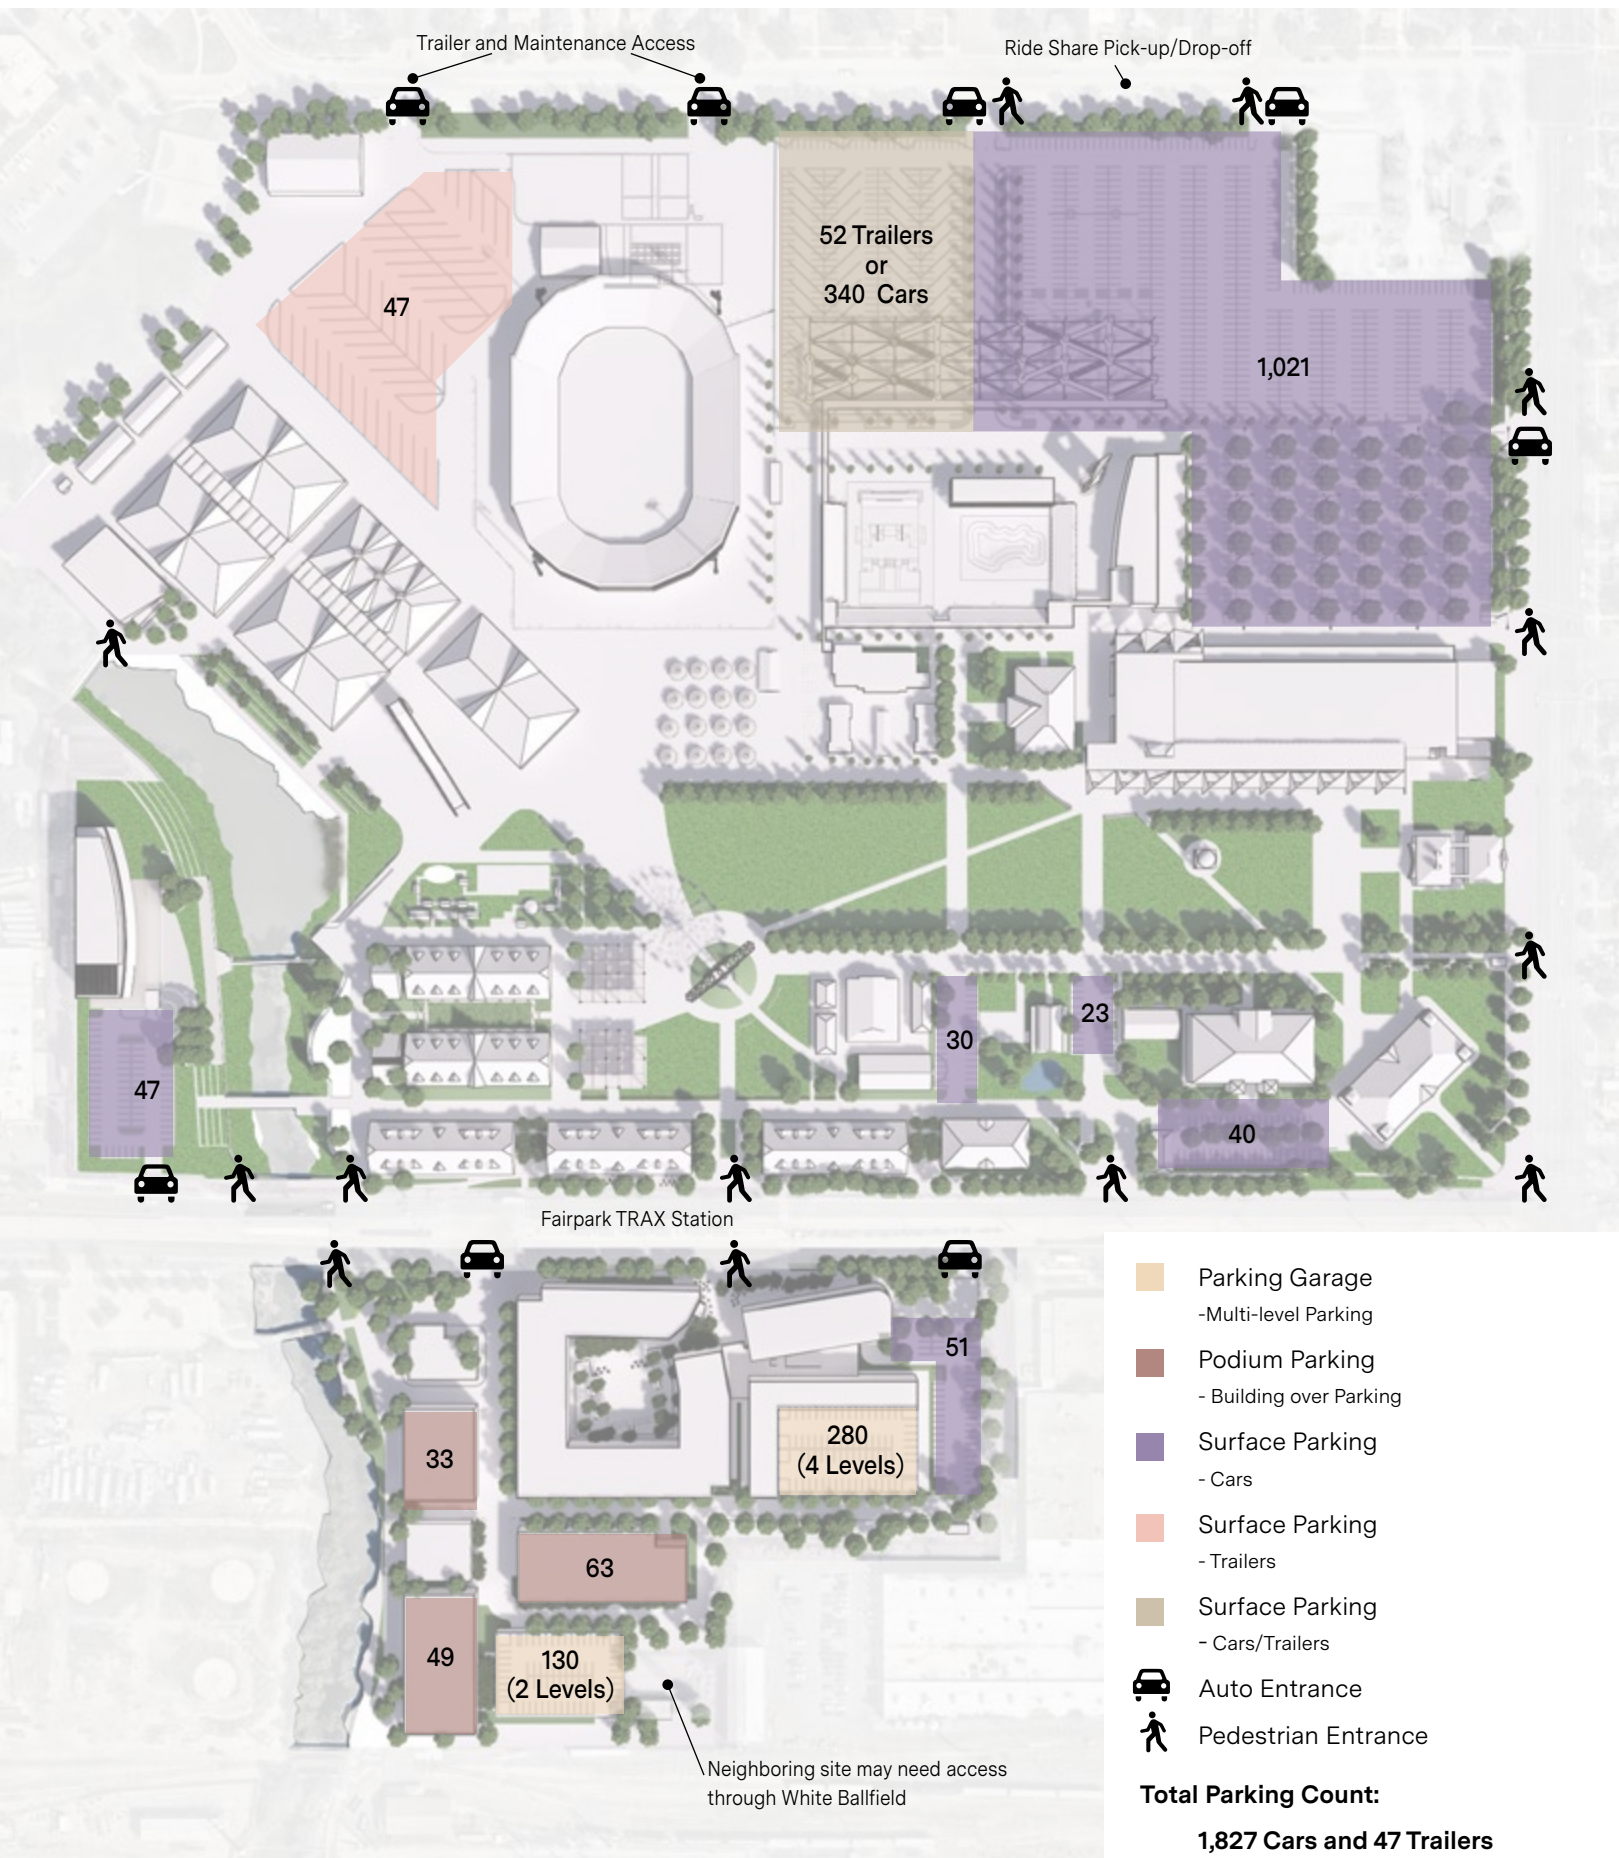 Trailer and Maintenance Access
Ride Share Pick-up/Drop-off
52 Trailers
or
340 Cars
47
1,021
30
23
47
40
Fairpark TRAX Station
51
280
(4 Levels)
33
63
49
130
(2 Levels)
Neighboring site may need access
through White Ballfield
Parking Garage
-Multi-level Parking
Podium Parking
- Building over Parking
Surface Parking
- Cars
Surface Parking
- Trailers
Surface Parking
- Cars/Trailers
Auto Entrance
Pedestrian Entrance
Total Parking Count:
1,827 Cars and 47 Trailers